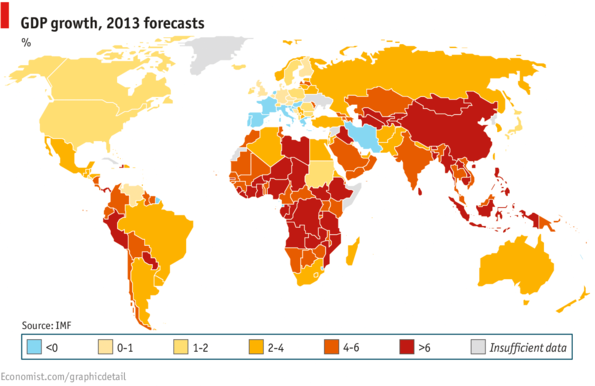 GDP growth, 2013 forecasts
%
Source: IMF
<0 0-1 1-2 2-4 4-6 >6 Insufficient data
Economist.com/graphicdetail